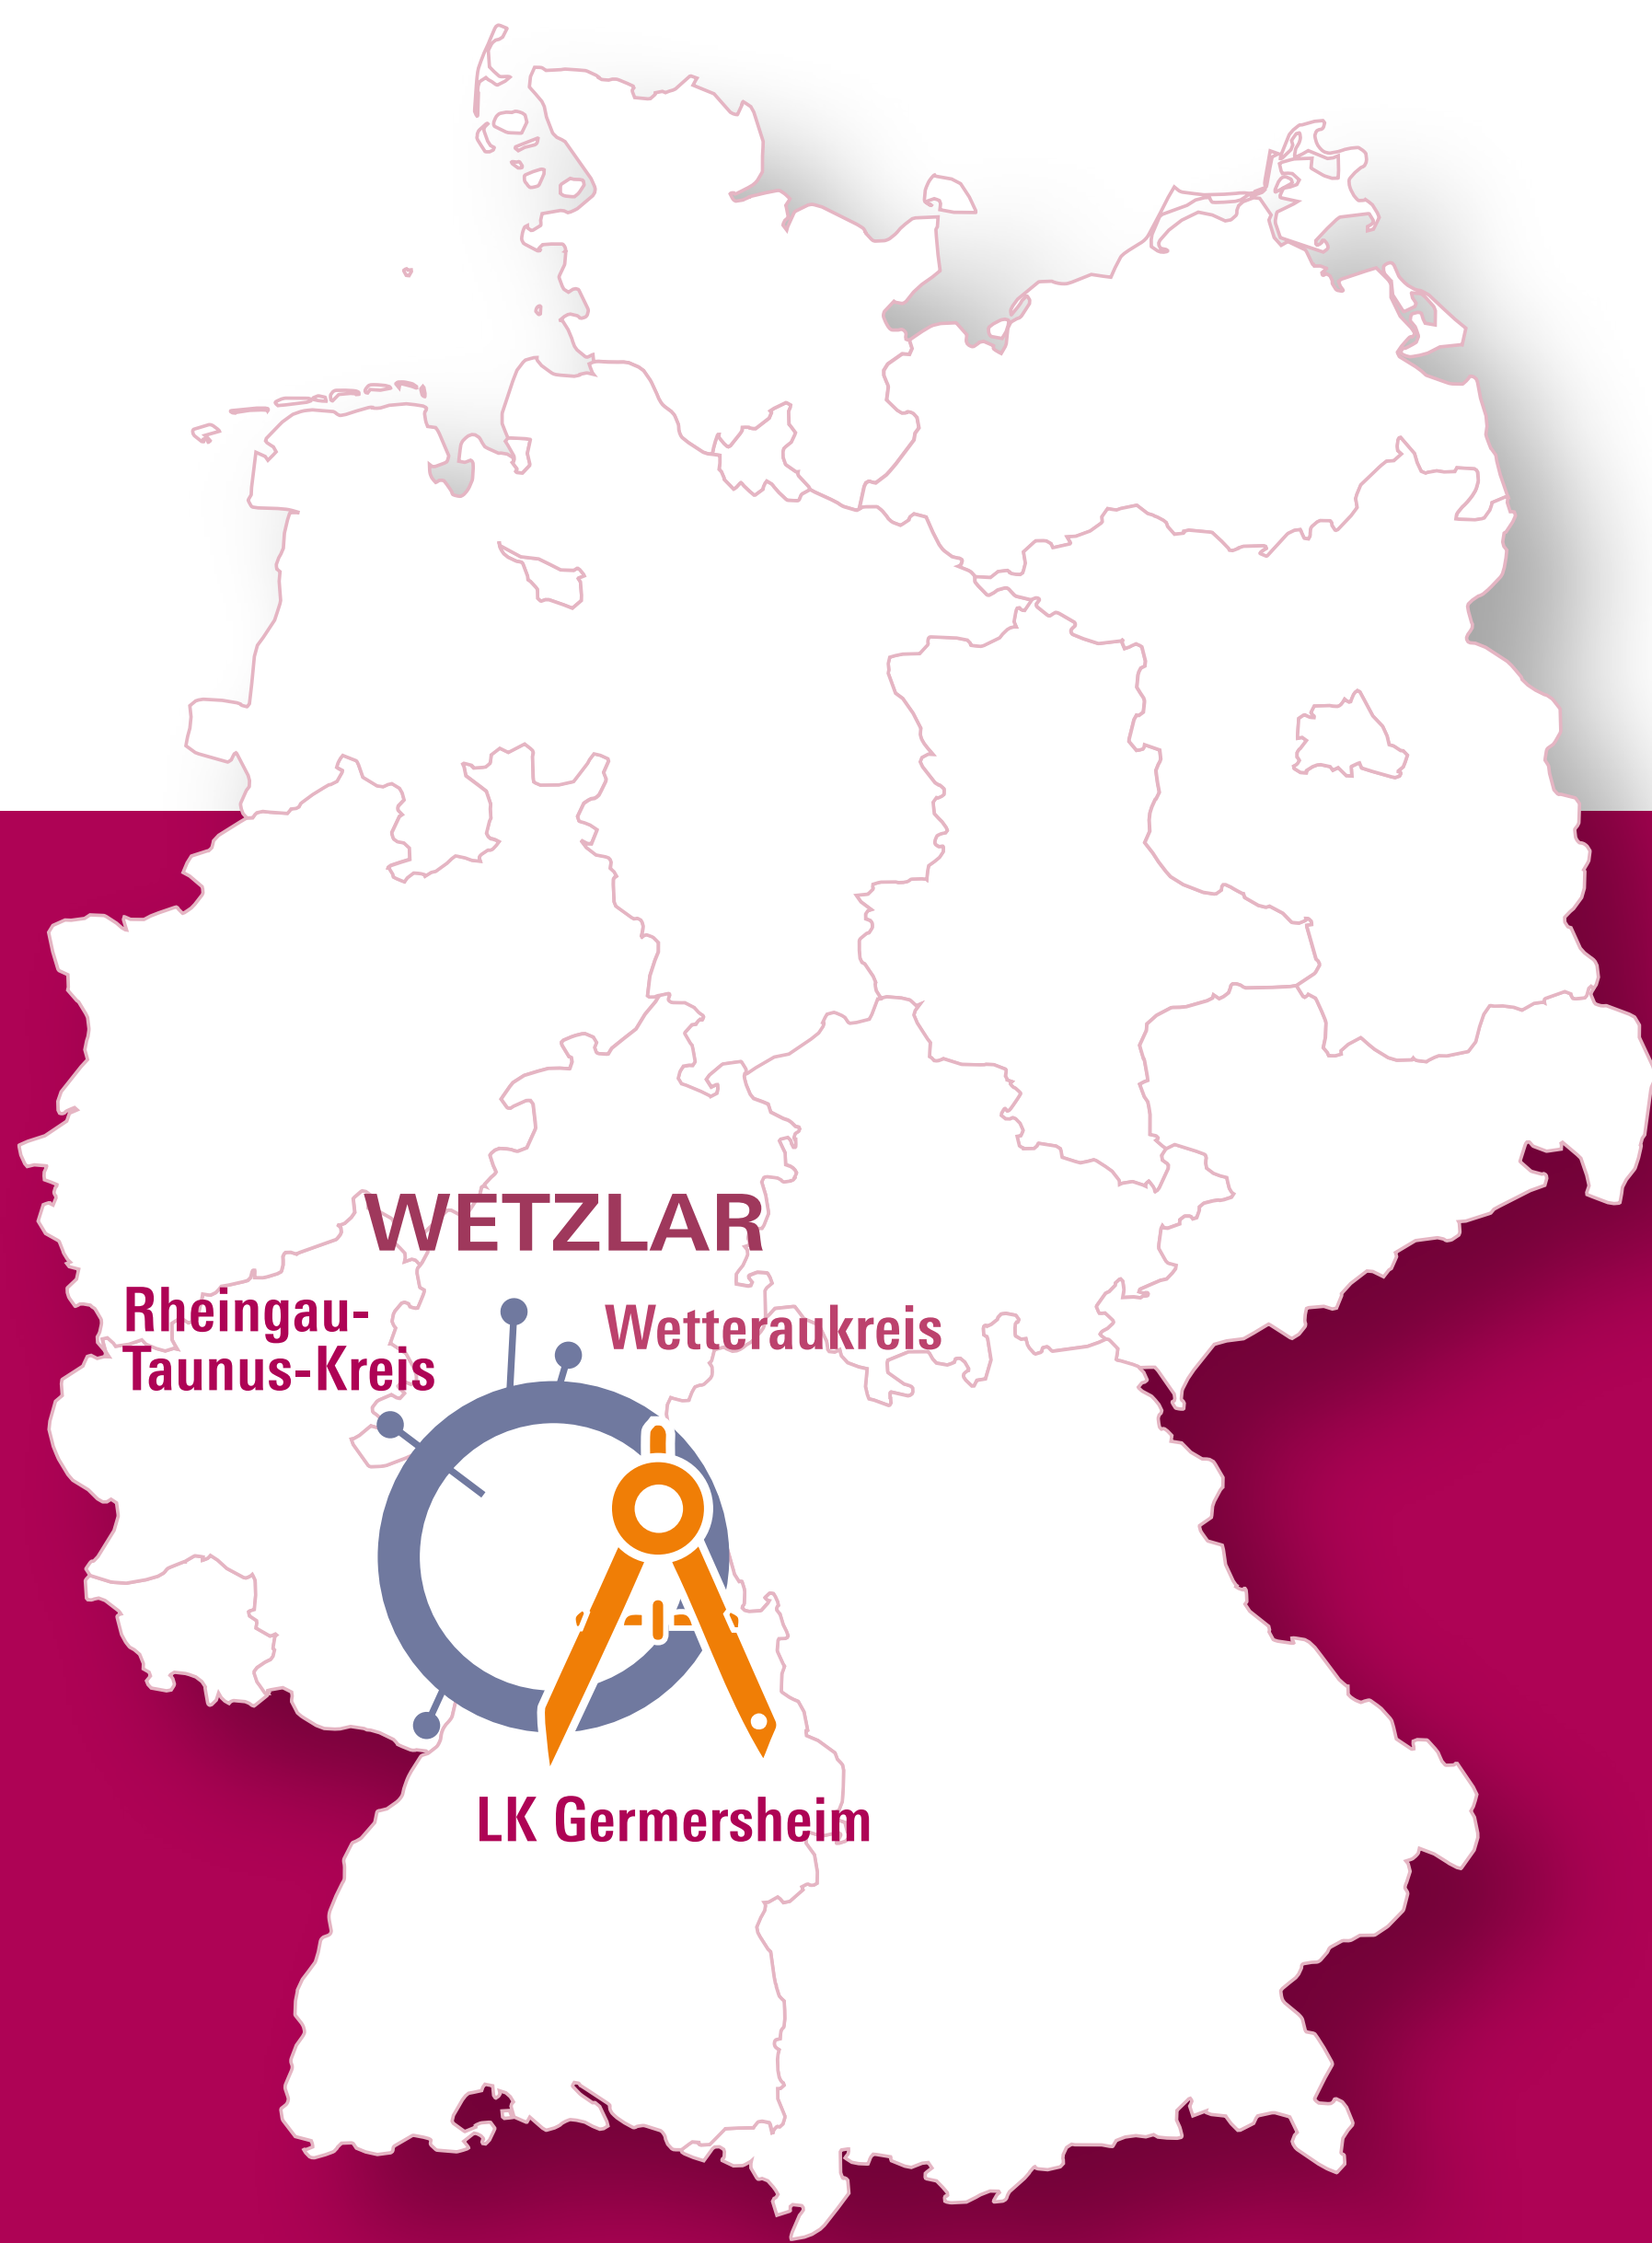 WETZLAR
Rheingau-
Taunus-Kreis
Wetteraukreis
LK Germersheim